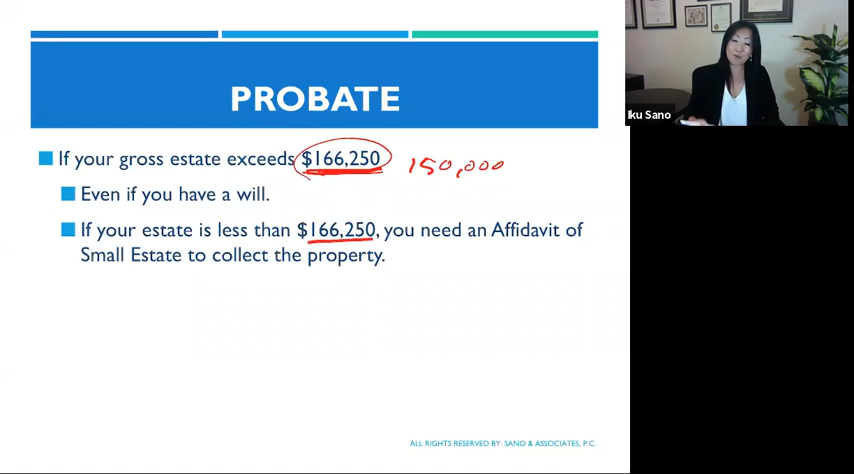 PROBATE
If your gross estate exceeds $166,250 150,000
Even if you have a will.
If your estate is less than $166,250, you need an Affidavit of
Small Estate to collect the property.
ALL RIGHTS RESERVED BY: SANO & ASSOCIATES, P.C.
Iku Sano